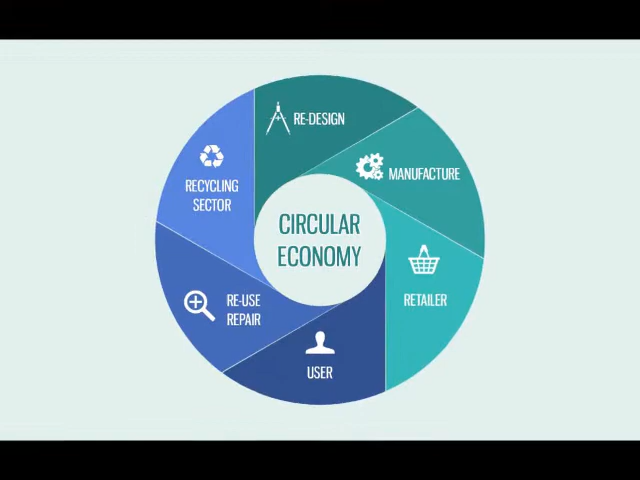 CIRCULAR
ECONOMY
RE-DESIGN
MANUFACTURE
RETAILER
USER
RE-USE
REPAIR
RECYCLING
SECTOR